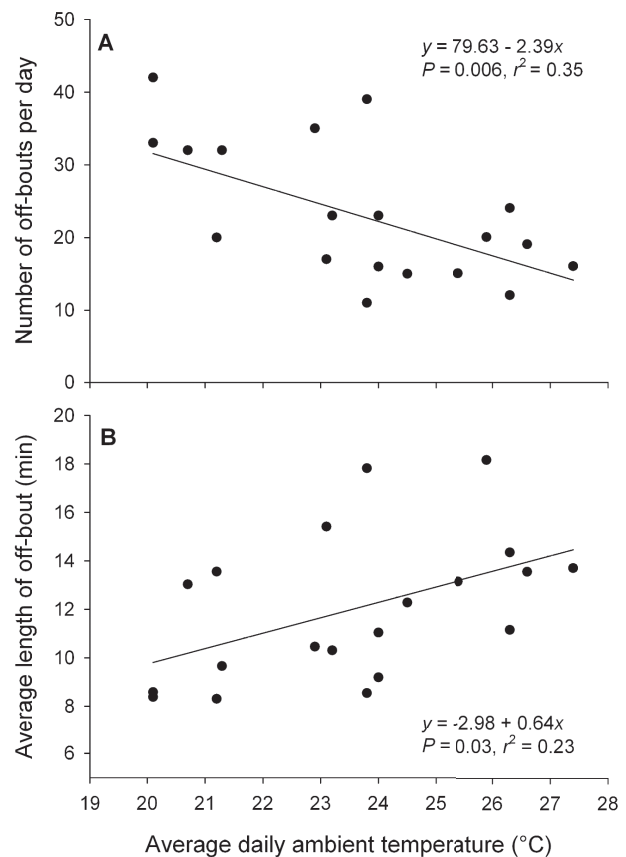 50
40
30
20
10
0
Number of off-bouts per day
A
y = 79.63 - 2.39x
P = 0.006, r² = 0.35
20
18
16
14
12
10
8
6
Average length of off-bout (min)
B
y = -2.98 + 0.64x
P = 0.03, r² = 0.23
19 20 21 22 23 24 25 26 27 28
Average daily ambient temperature (°C)